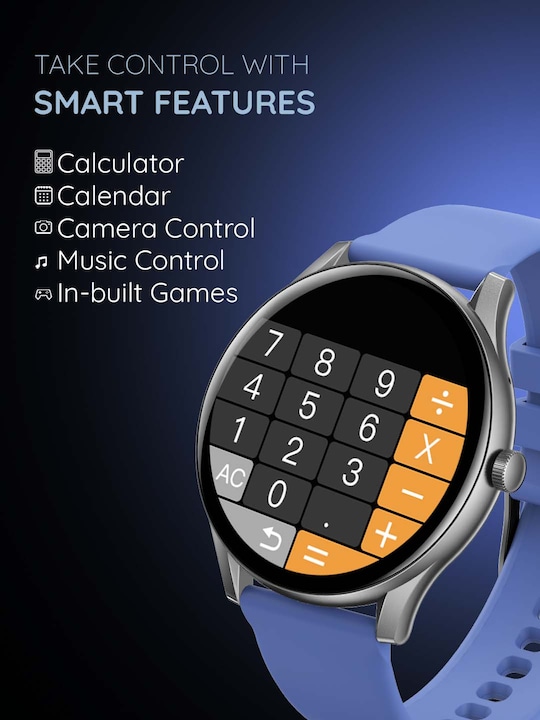 TAKE CONTROL WITH
SMART FEATURES
Calculator
Calendar
Camera Control
Music Control
In-built Games
7 8 9 ÷
4 5 6 X
1 2 3 −
AC 0 . +
=